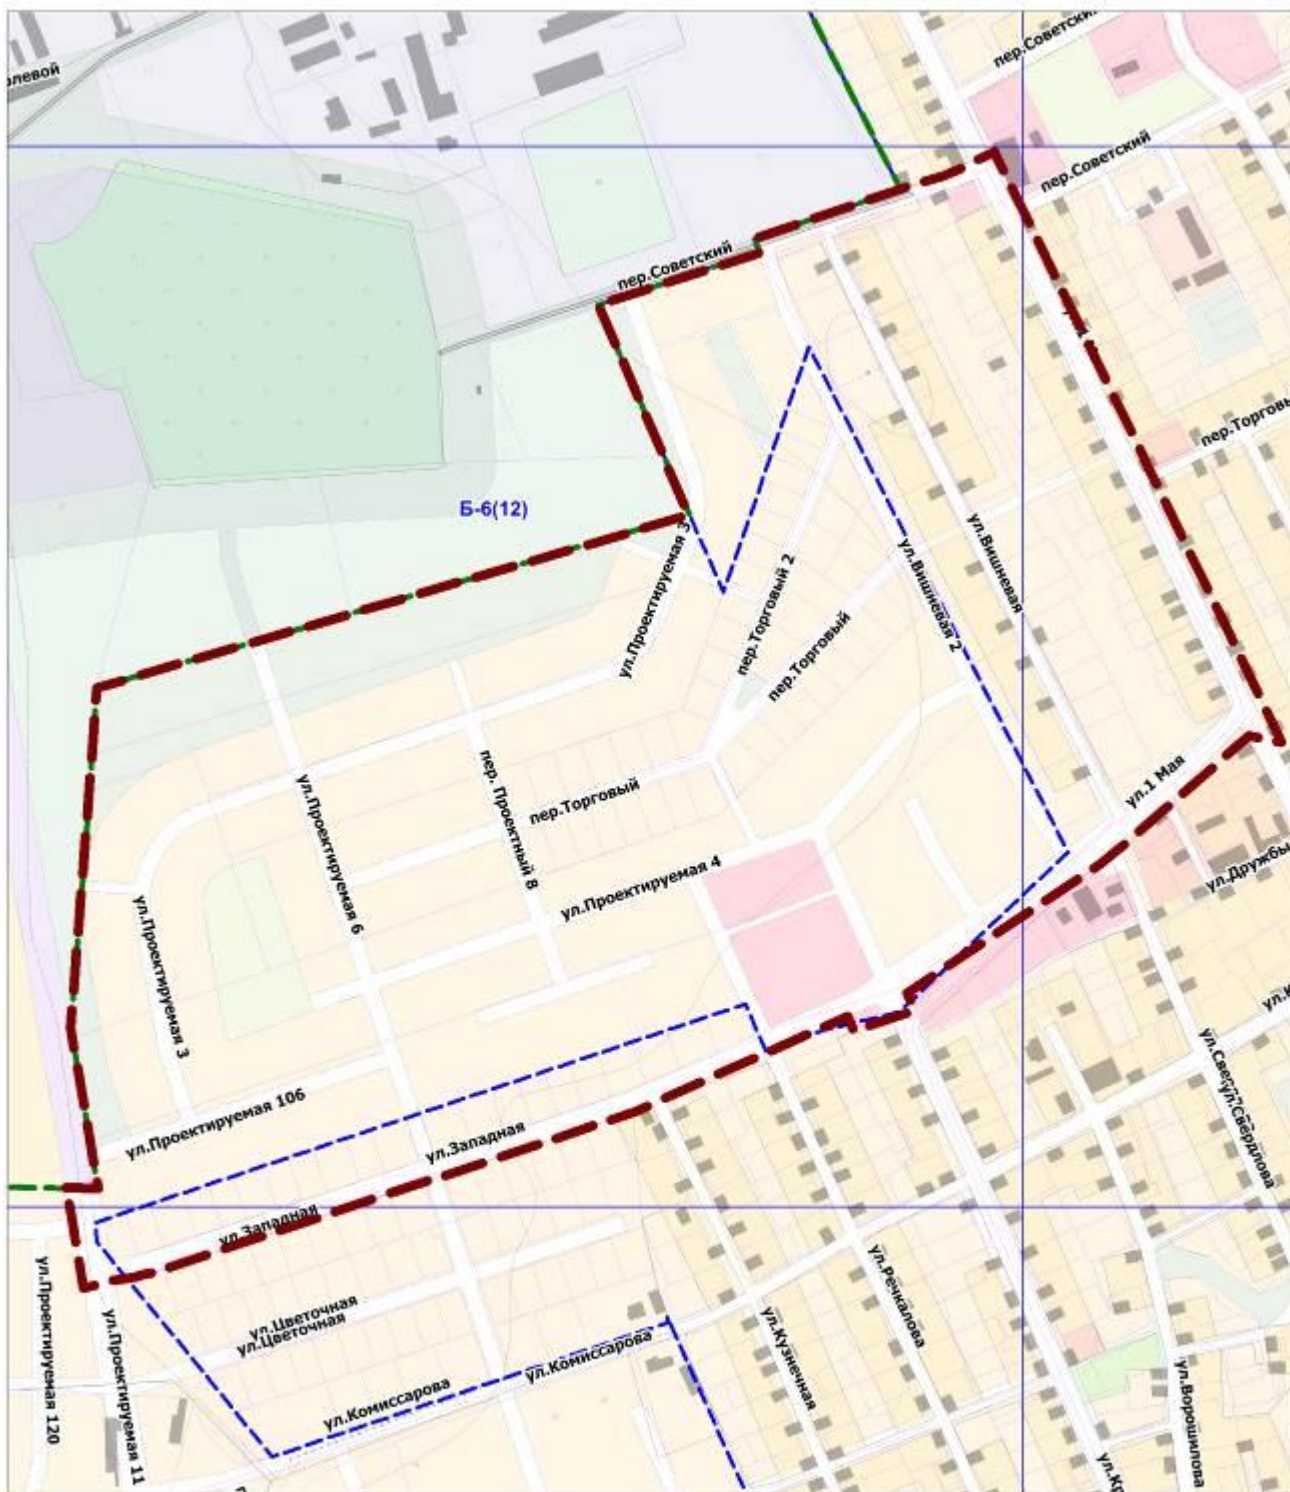 пер.Советский
пер.Советский
пер.Советский
пер.Торговы
Б-6(12)
ул.Вишневая
ул.Вишневая 2
ул.Проектируемая 3
пер.Торговый 2
пер.Торговый
ул.Проектируемая 6
пер. Проектный 8
пер.Торговый
ул.1 Мая
ул.Дружбы
ул.Проектируемая 4
ул.Проектируемая 3
ул.Проектируемая 106
ул.Западная
ул.Свердлова
ул.Западная
ул.Проектируемая 120
ул.Проектируемая 11
ул.Цветочная
ул.Цветочная
ул.Речкалова
ул.Кузнечная
ул.Комиссарова
ул.Комиссарова
ул.Ворошилова